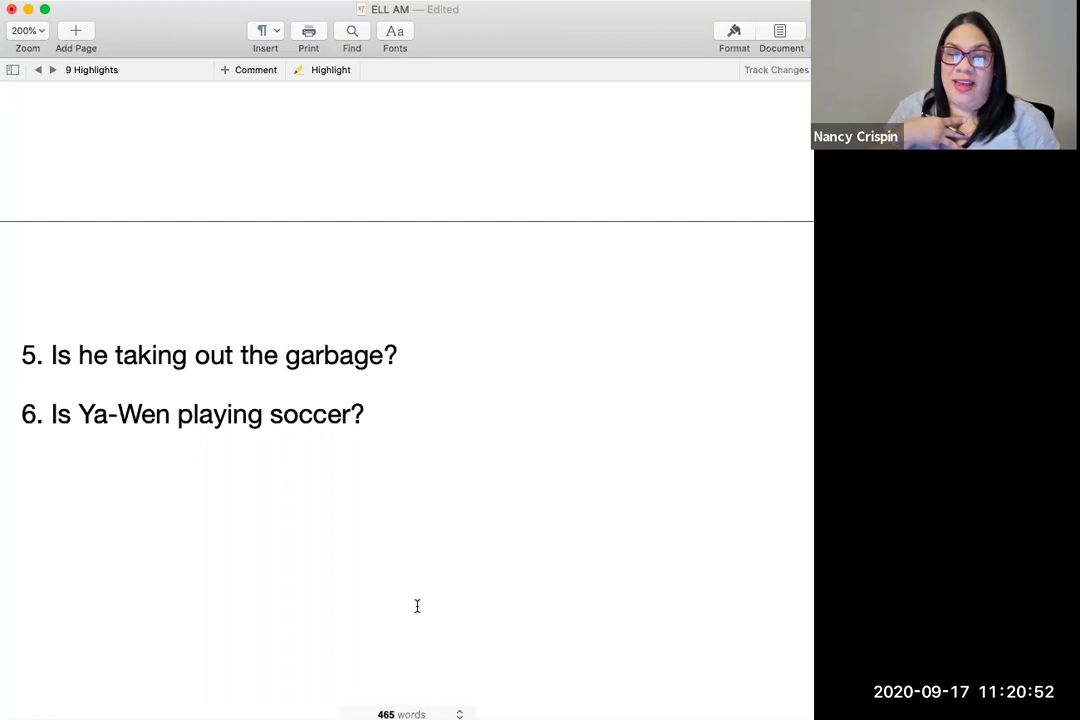 ELL AM — Edited
200%
Zoom
Add Page
Insert
Print
Find
Aa
Fonts
Format
Document
9 Highlights
+ Comment
Highlight
Track Changes
Nancy Crispin
5. Is he taking out the garbage?
6. Is Ya-Wen playing soccer?
465 words
2020-09-17 11:20:52